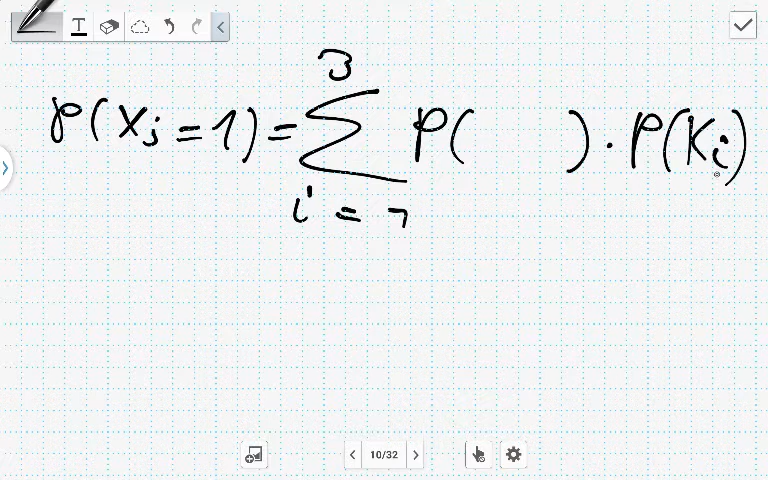 T
3
P(Xj=1)=∑ P( )·P(Ki)
i=1
10/32